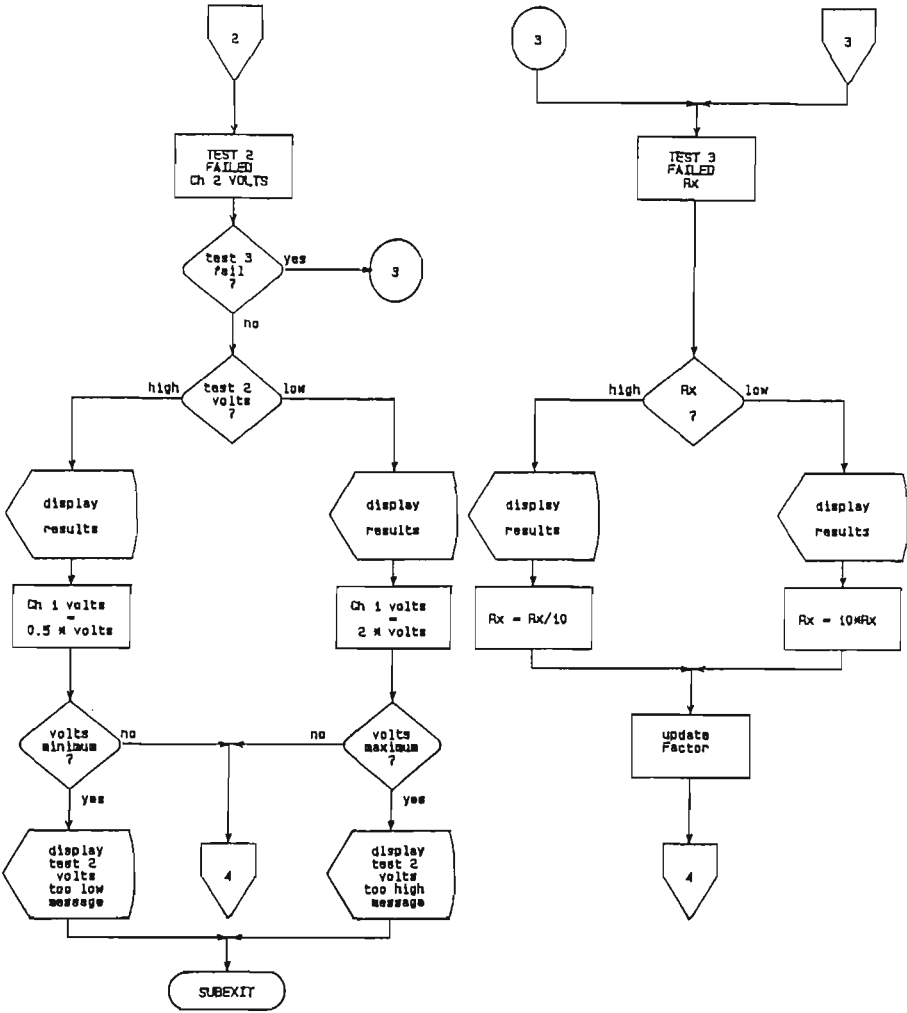 2
TEST 2
FAILED
Ch 2 VOLTS
test 3
fail
?
yes
3
no
test 2
volts
?
high
low
display
results
display
results
Ch 1 volts
=
0.5 * volts
Ch 1 volts
=
2 * volts
volts
minimum
?
no
yes
volts
maximum
?
no
yes
display
test 2
volts
too low
message
4
display
test 2
volts
too high
message
SUBEXIT
3
3
TEST 3
FAILED
Rx
Rx
?
high
low
display
results
display
results
Rx = Rx/10
Rx = 10*Rx
update
Factor
4